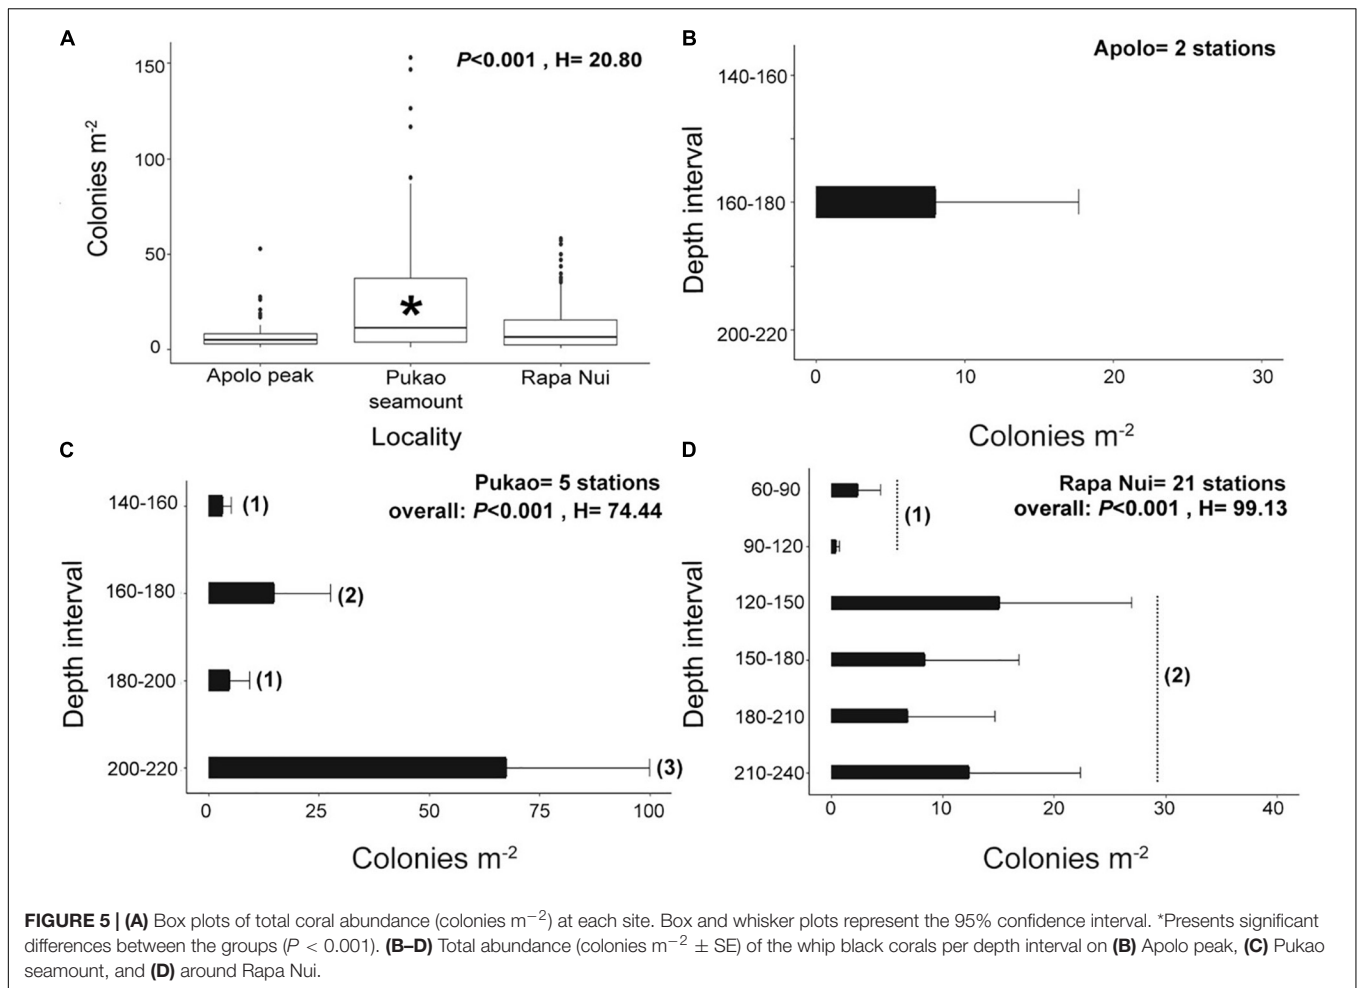 A
P<0.001 , H= 20.80
Colonies m-2
150
100
50
0
Apolo peak
Pukao
seamount
Rapa Nui
Locality
B
Apolo= 2 stations
Depth interval
140-160
160-180
200-220
0 10 20 30
Colonies m-2
C
Pukao= 5 stations
overall: P<0.001 , H= 74.44
Depth interval
140-160 (1)
160-180 (2)
180-200 (1)
200-220 (3)
0 25 50 75 100
Colonies m-2
D
Rapa Nui= 21 stations
overall: P<0.001 , H= 99.13
Depth interval
60-90
(1)
90-120
120-150
150-180
(2)
180-210
210-240
0 10 20 30 40
Colonies m-2
FIGURE 5 | (A) Box plots of total coral abundance (colonies m−2) at each site. Box and whisker plots represent the 95% confidence interval. *Presents significant
differences between the groups (P < 0.001). (B–D) Total abundance (colonies m−2 ± SE) of the whip black corals per depth interval on (B) Apolo peak, (C) Pukao
seamount, and (D) around Rapa Nui.